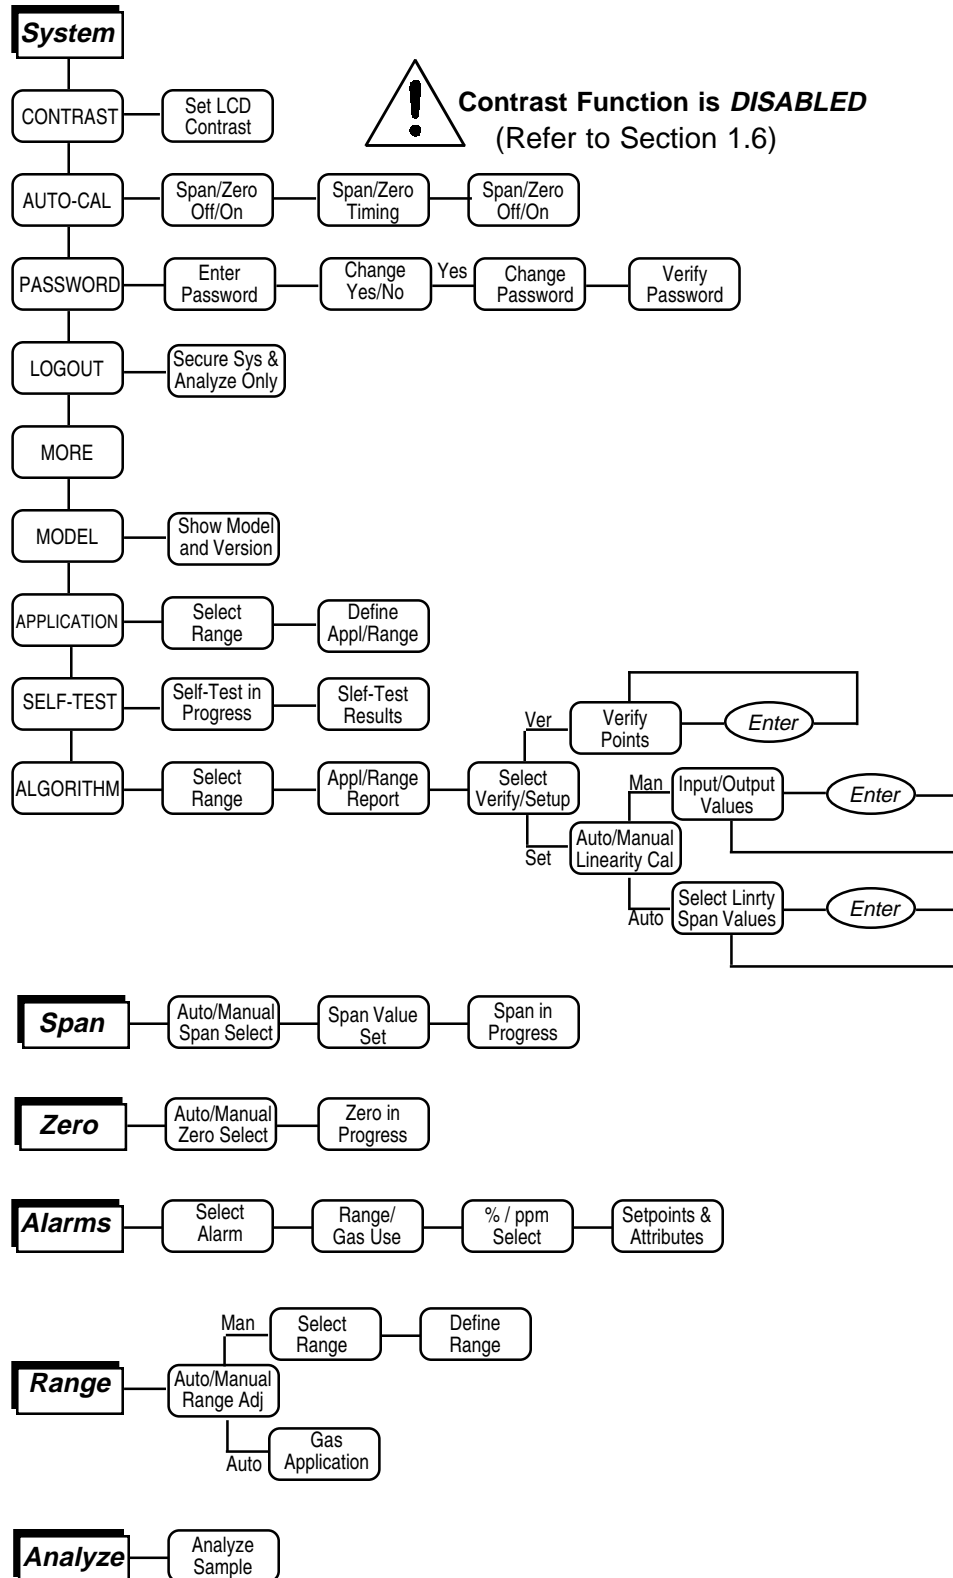 System
CONTRAST
Set LCD
Contrast
!
Contrast Function is DISABLED
(Refer to Section 1.6)
AUTO-CAL
Span/Zero
Off/On
Span/Zero
Timing
Span/Zero
Off/On
PASSWORD
Enter
Password
Change
Yes/No
Yes
Change
Password
Verify
Password
LOGOUT
Secure Sys &
Analyze Only
MORE
MODEL
Show Model
and Version
APPLICATION
Select
Range
Define
Appl/Range
SELF-TEST
Self-Test in
Progress
Slef-Test
Results
ALGORITHM
Select
Range
Appl/Range
Report
Select
Verify/Setup
Ver
Verify
Points
Enter
Set
Auto/Manual
Linearity Cal
Man
Input/Output
Values
Enter
Auto
Select Linrty
Span Values
Enter
Span
Auto/Manual
Span Select
Span Value
Set
Span in
Progress
Zero
Auto/Manual
Zero Select
Zero in
Progress
Alarms
Select
Alarm
Range/
Gas Use
% / ppm
Select
Setpoints &
Attributes
Range
Auto/Manual
Range Adj
Man
Select
Range
Define
Range
Auto
Gas
Application
Analyze
Analyze
Sample